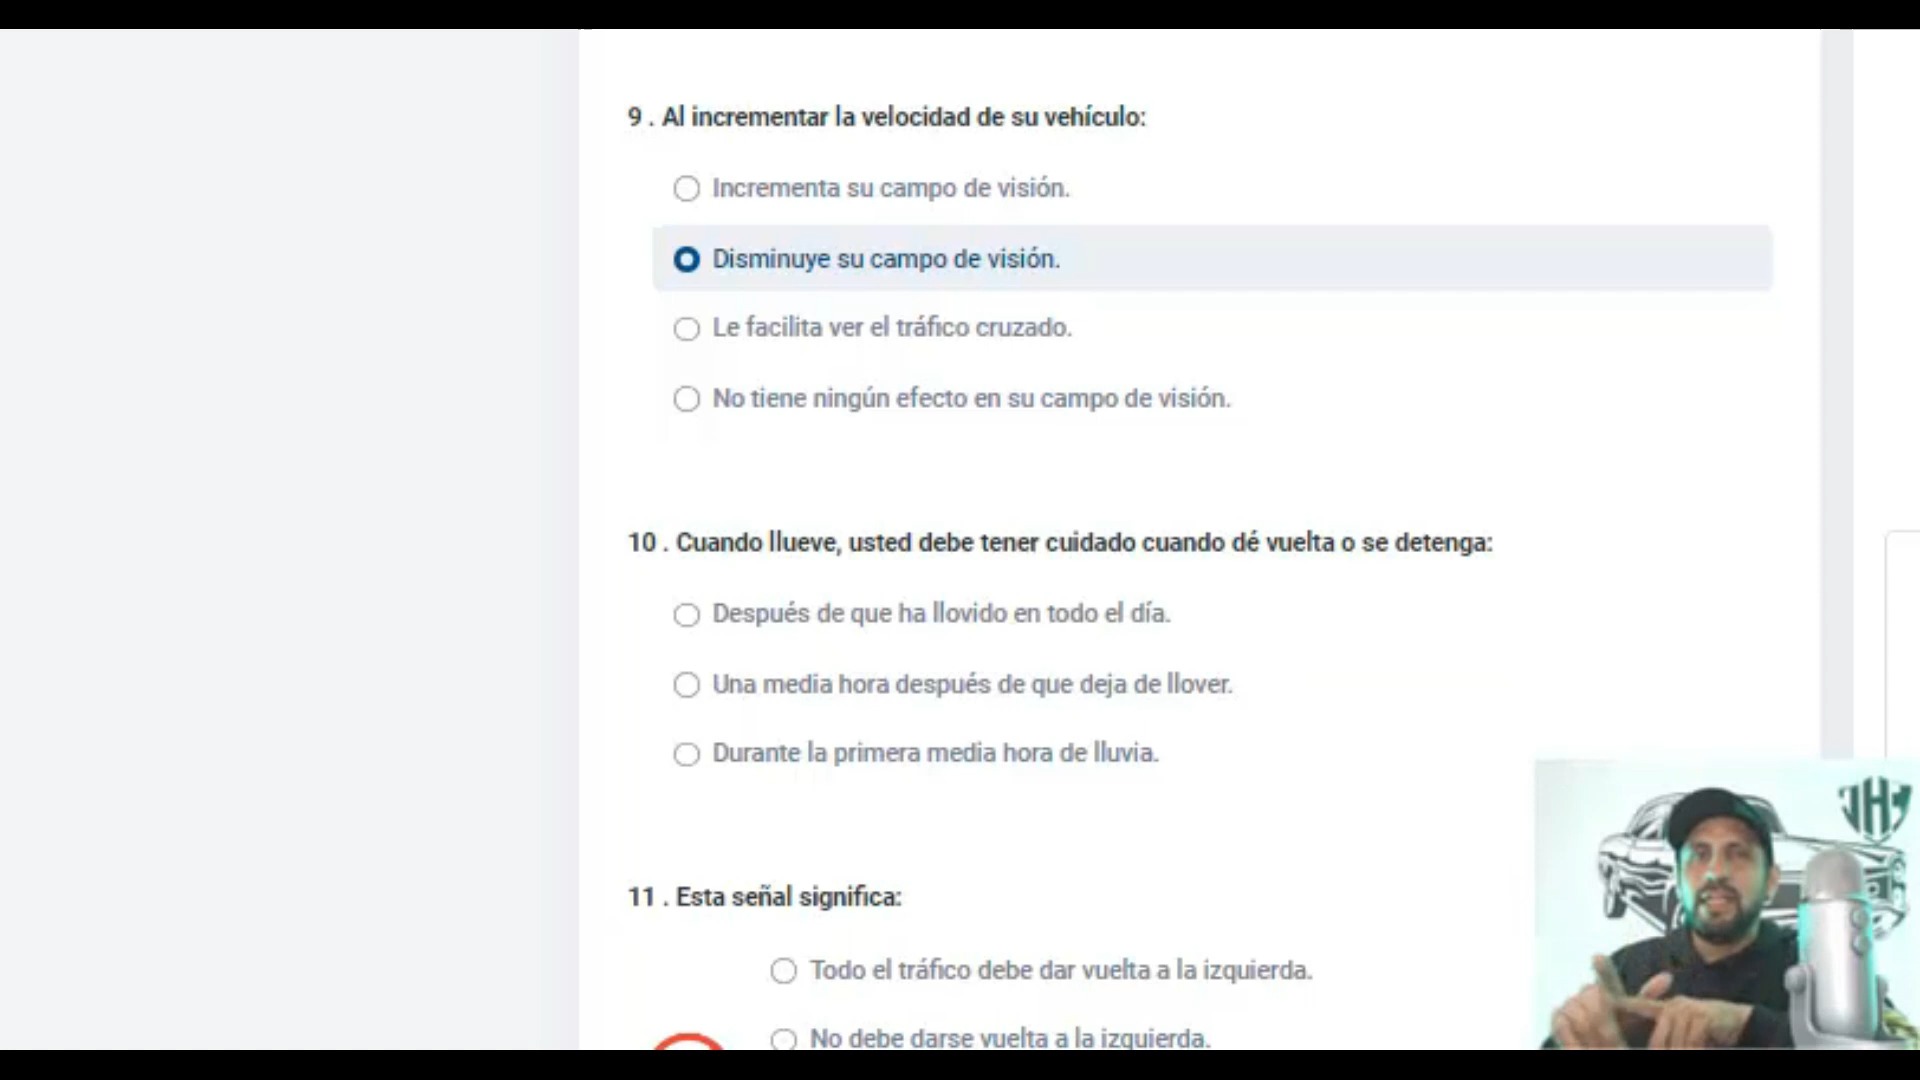 9 . Al incrementar la velocidad de su vehículo:
Incrementa su campo de visión.
Disminuye su campo de visión.
Le facilita ver el tráfico cruzado.
No tiene ningún efecto en su campo de visión.
10 . Cuando llueve, usted debe tener cuidado cuando dé vuelta o se detenga:
Después de que ha llovido en todo el día.
Una media hora después de que deja de llover.
Durante la primera media hora de lluvia.
11 . Esta señal significa:
Todo el tráfico debe dar vuelta a la izquierda.
No debe darse vuelta a la izquierda.